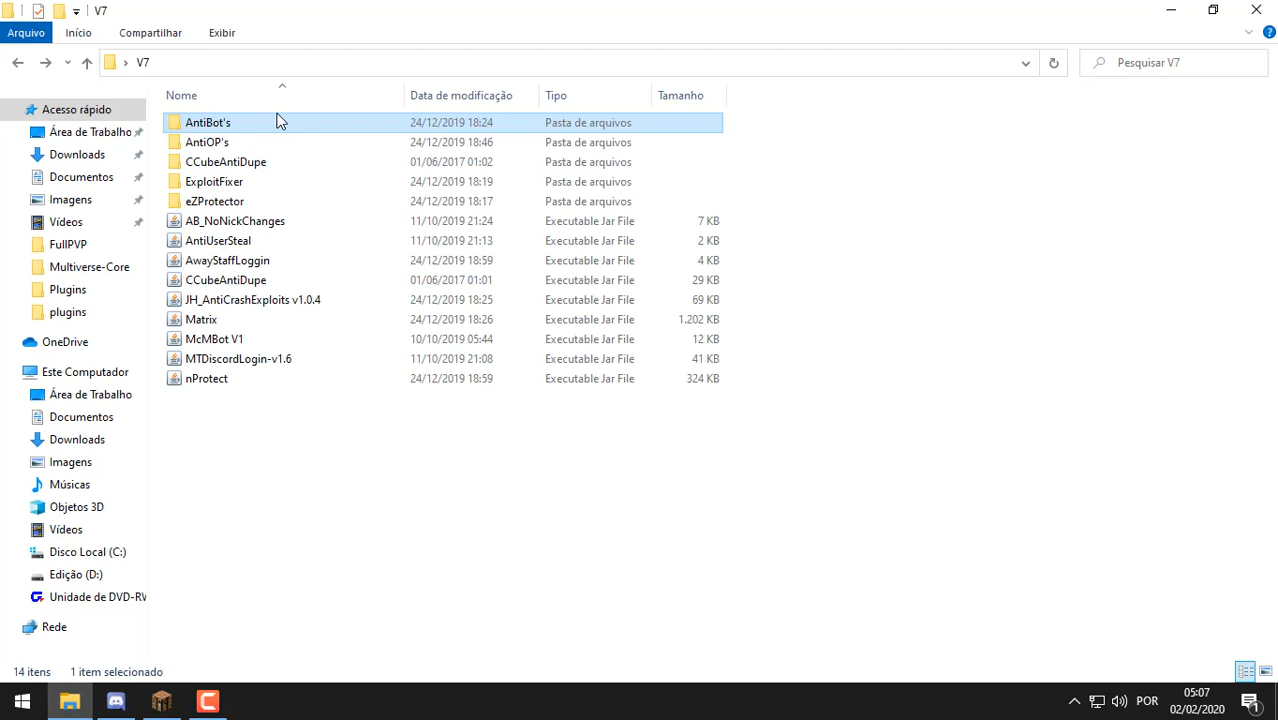 V7
Arquivo Início Compartilhar Exibir
V7
Pesquisar V7
Nome Data de modificação Tipo Tamanho
Acesso rápido
Área de Trabalho
Downloads
Documentos
Imagens
Vídeos
FullPVP
Multiverse-Core
Plugins
plugins
OneDrive
Este Computador
Área de Trabalho
Documentos
Downloads
Imagens
Músicas
Objetos 3D
Vídeos
Disco Local (C:)
Edição (D:)
Unidade de DVD-RW
Rede
AntiBot's 24/12/2019 18:24 Pasta de arquivos
AntiOP's 24/12/2019 18:46 Pasta de arquivos
CCubeAntiDupe 01/06/2017 01:02 Pasta de arquivos
ExploitFixer 24/12/2019 18:19 Pasta de arquivos
eZProtector 24/12/2019 18:17 Pasta de arquivos
AB_NoNickChanges 11/10/2019 21:24 Executable Jar File 7 KB
AntiUserSteal 11/10/2019 21:13 Executable Jar File 2 KB
AwayStaffLoggin 24/12/2019 18:59 Executable Jar File 4 KB
CCubeAntiDupe 01/06/2017 01:01 Executable Jar File 29 KB
JH_AntiCrashExploits v1.0.4 24/12/2019 18:25 Executable Jar File 69 KB
Matrix 24/12/2019 18:26 Executable Jar File 1.202 KB
McMBot V1 10/10/2019 05:44 Executable Jar File 12 KB
MTDiscordLogin-v1.6 11/10/2019 21:08 Executable Jar File 41 KB
nProtect 24/12/2019 18:59 Executable Jar File 324 KB
14 itens 1 item selecionado
POR
05:07
02/02/2020
1